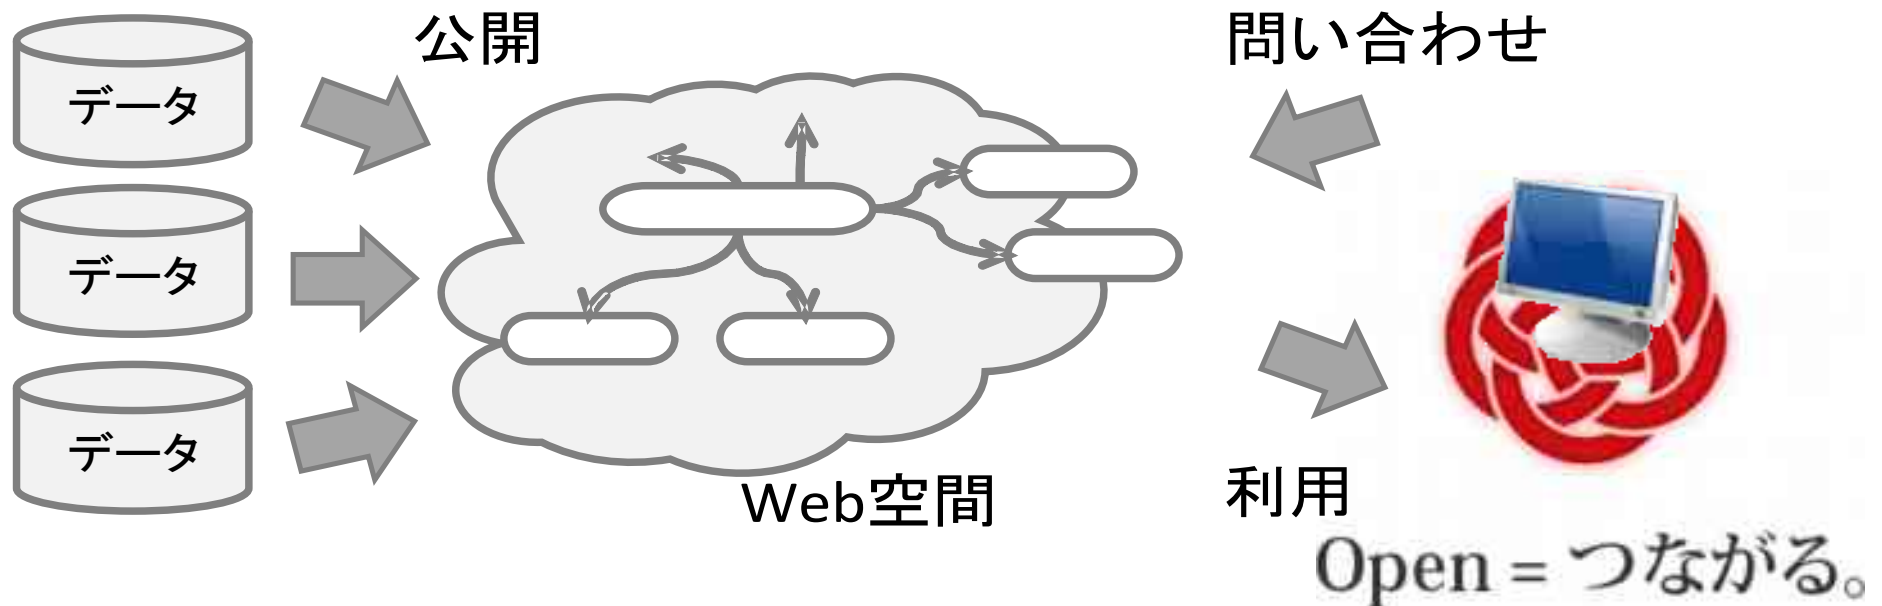 公開
問い合わせ
データ
データ
データ
Web空間
利用
Open = つながる。